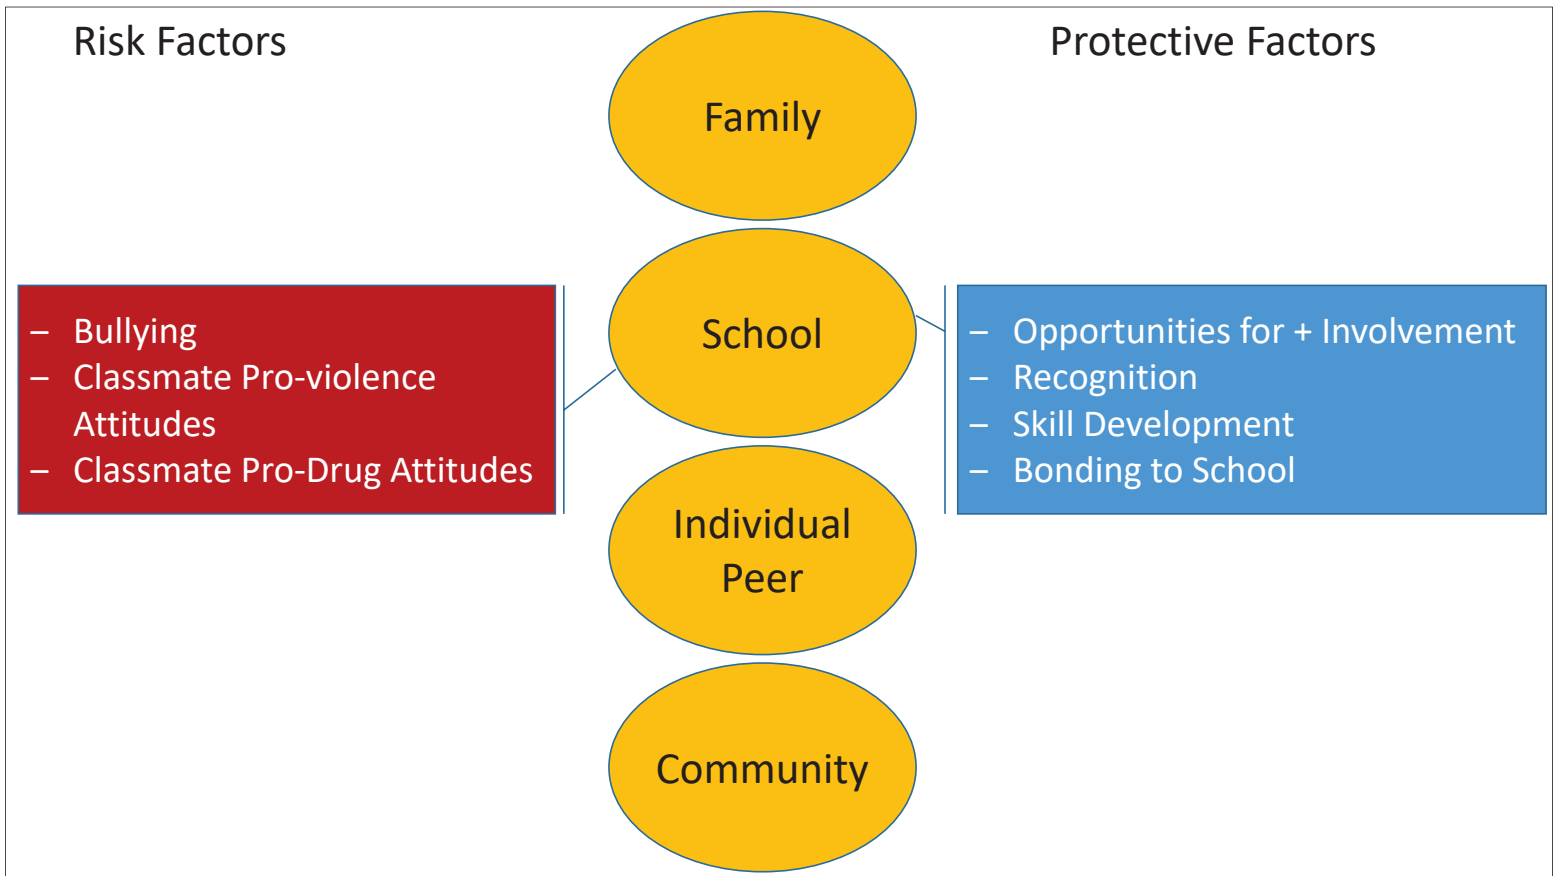 Risk Factors
Protective Factors
Family
School
– Bullying
– Classmate Pro-violence
Attitudes
– Classmate Pro-Drug Attitudes
– Opportunities for + Involvement
– Recognition
– Skill Development
– Bonding to School
Individual
Peer
Community